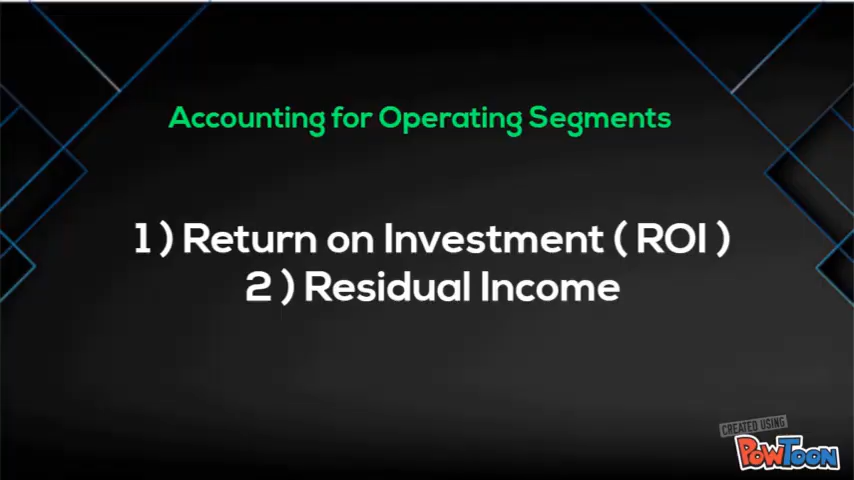 Accounting for Operating Segments
1 ) Return on Investment ( ROI )
2 ) Residual Income
CREATED USING
POWTOON